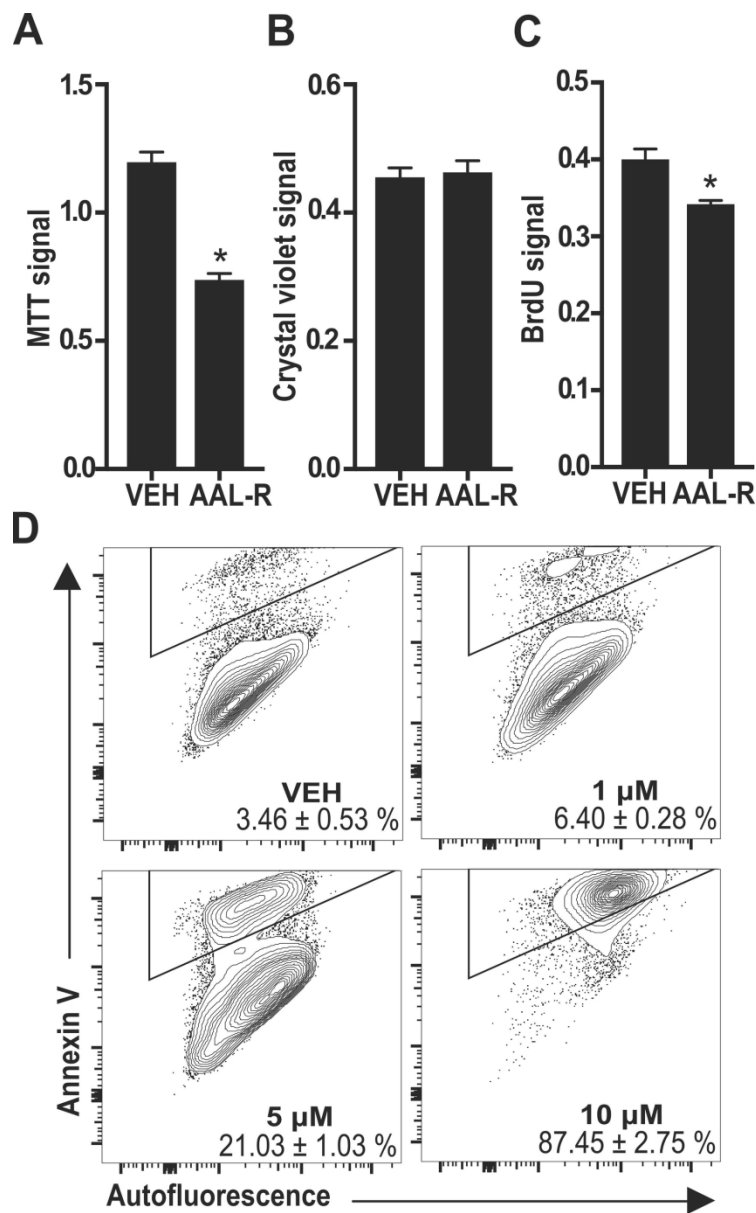 A
B
C
MTT signal
1.5
1.0
0.5
0.0
*
VEH AAL-R
Crystal violet signal
0.6
0.4
0.2
0.0
VEH AAL-R
BrdU signal
0.5
0.4
0.3
0.2
0.1
0.0
*
VEH AAL-R
D
Annexin V
VEH
3.46 ± 0.53 %
1 µM
6.40 ± 0.28 %
5 µM
21.03 ± 1.03 %
10 µM
87.45 ± 2.75 %
Autofluorescence